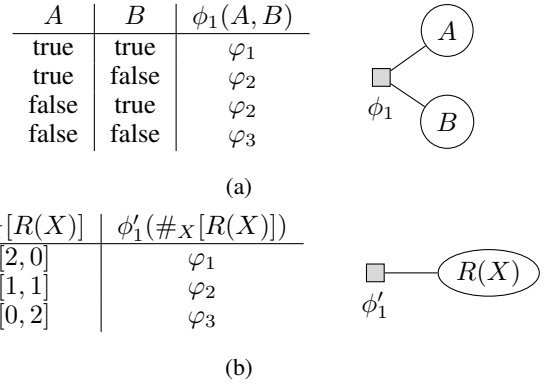 A B ϕ₁(A, B)
true true φ₁
true false φ₂
false true φ₂
false false φ₃
A
ϕ₁
B
(a)
[R(X)] ϕ′₁(#_X[R(X)])
[2, 0] φ₁
[1, 1] φ₂
[0, 2] φ₃
R(X)
ϕ′₁
(b)